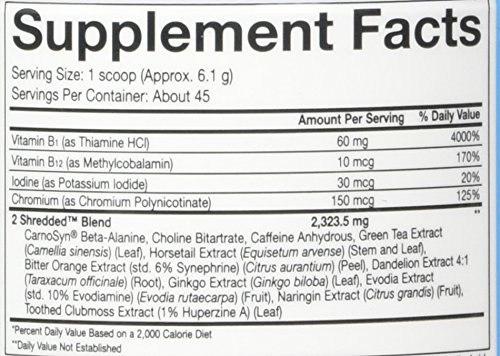 Supplement Facts
Serving Size: 1 scoop (Approx. 6.1 g)
Servings Per Container: About 45
Amount Per Serving % Daily Value
Vitamin B1 (as Thiamine HCl) 60 mg 4000%
Vitamin B12 (as Methylcobalamin) 10 mcg 170%
Iodine (as Potassium Iodide) 30 mcg 20%
Chromium (as Chromium Polynicotinate) 150 mcg 125%
2 Shredded™ Blend 2,323.5 mg **
CarnoSyn® Beta-Alanine, Choline Bitartrate, Caffeine Anhydrous, Green Tea Extract
(Camellia sinensis) (Leaf), Horsetail Extract (Equisetum arvense) (Stem and Leaf),
Bitter Orange Extract (std. 6% Synephrine) (Citrus aurantium) (Peel), Dandelion Extract 4:1
(Taraxacum officinale) (Root), Ginkgo Extract (Ginkgo biloba) (Leaf), Evodia Extract
(std. 10% Evodiamine) (Evodia rutaecarpa) (Fruit), Naringin Extract (Citrus grandis) (Fruit),
Toothed Clubmoss Extract (1% Huperzine A) (Leaf)
*Percent Daily Value Based on a 2,000 Calorie Diet
**Daily Value Not Established